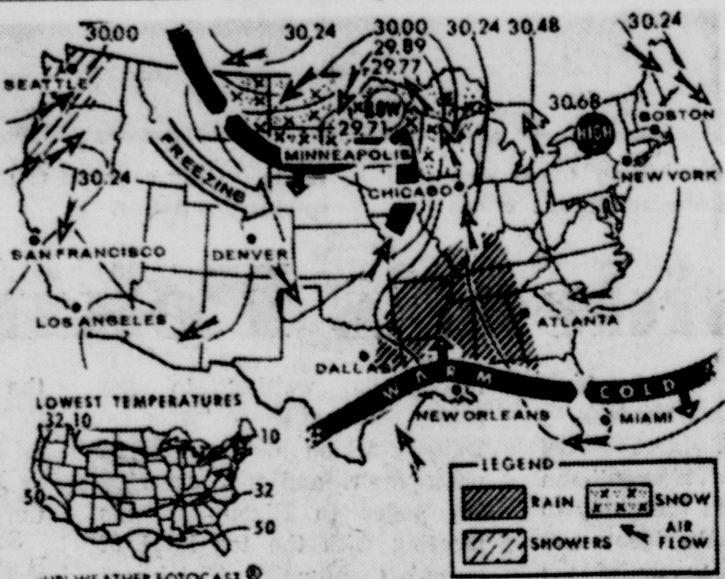 30.00 30.24 30.00 30.24 30.48 30.24
29.89
29.77
SEATTLE
LOW
30.68
BOSTON
29.71
HIGH
MINNEAPOLIS
FREEZING
NEW YORK
30.24
CHICAGO
SAN FRANCISCO
DENVER
LOS ANGELES
ATLANTA
DALLAS
WARM
COLD
NEW ORLEANS
MIAMI
LOWEST TEMPERATURES
32 10
10
50
32
50
LEGEND
RAIN
SNOW
SHOWERS
AIR
FLOW
UPI WEATHER FOTOCAST ®